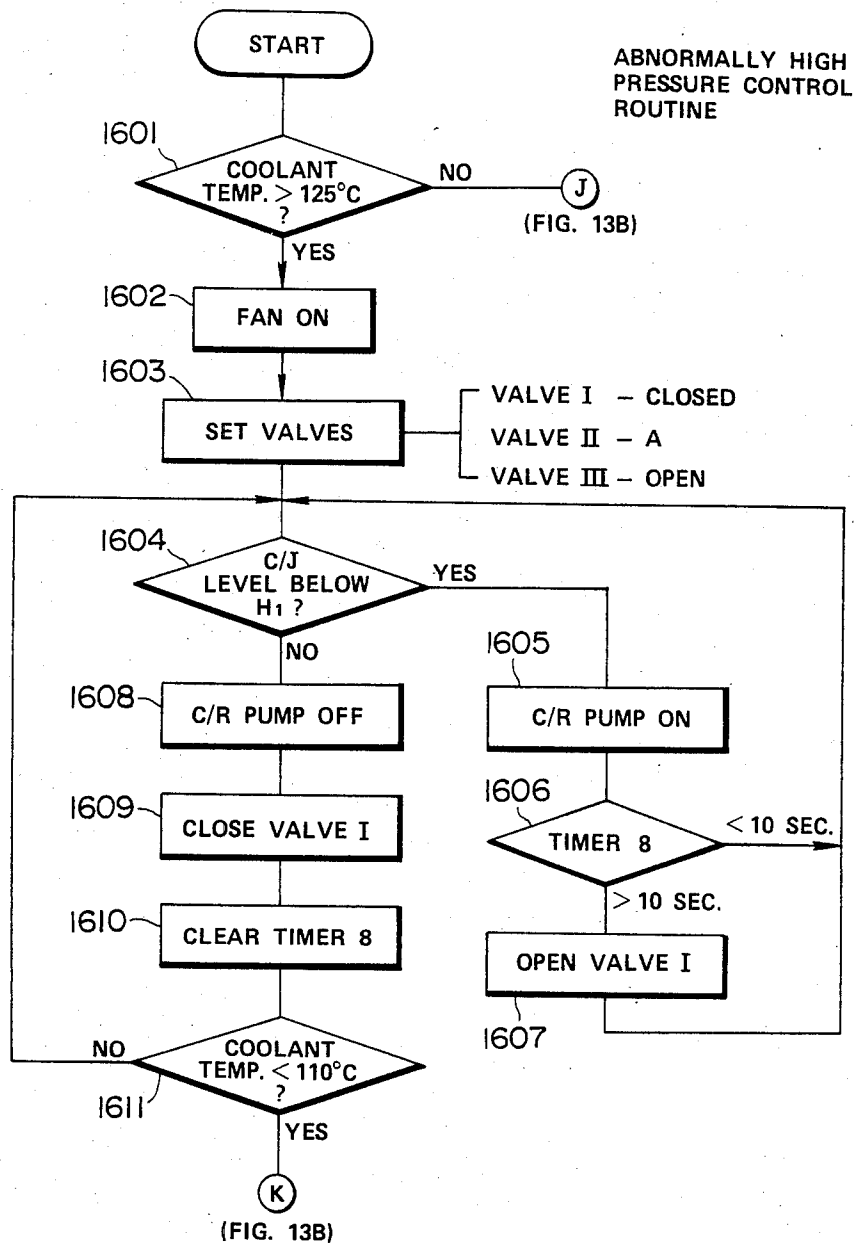 START
ABNORMALLY HIGH
PRESSURE CONTROL
ROUTINE
1601
COOLANT
TEMP. > 125°C
?
NO
J
(FIG. 13B)
YES
1602
FAN ON
1603
SET VALVES
VALVE I – CLOSED
VALVE II – A
VALVE III – OPEN
1604
C/J
LEVEL BELOW
H1 ?
YES
NO
1605
C/R PUMP ON
1608
C/R PUMP OFF
1606
TIMER 8
< 10 SEC.
> 10 SEC.
1609
CLOSE VALVE I
1610
CLEAR TIMER 8
OPEN VALVE I
1607
NO
COOLANT
TEMP. < 110°C
?
1611
YES
K
(FIG. 13B)